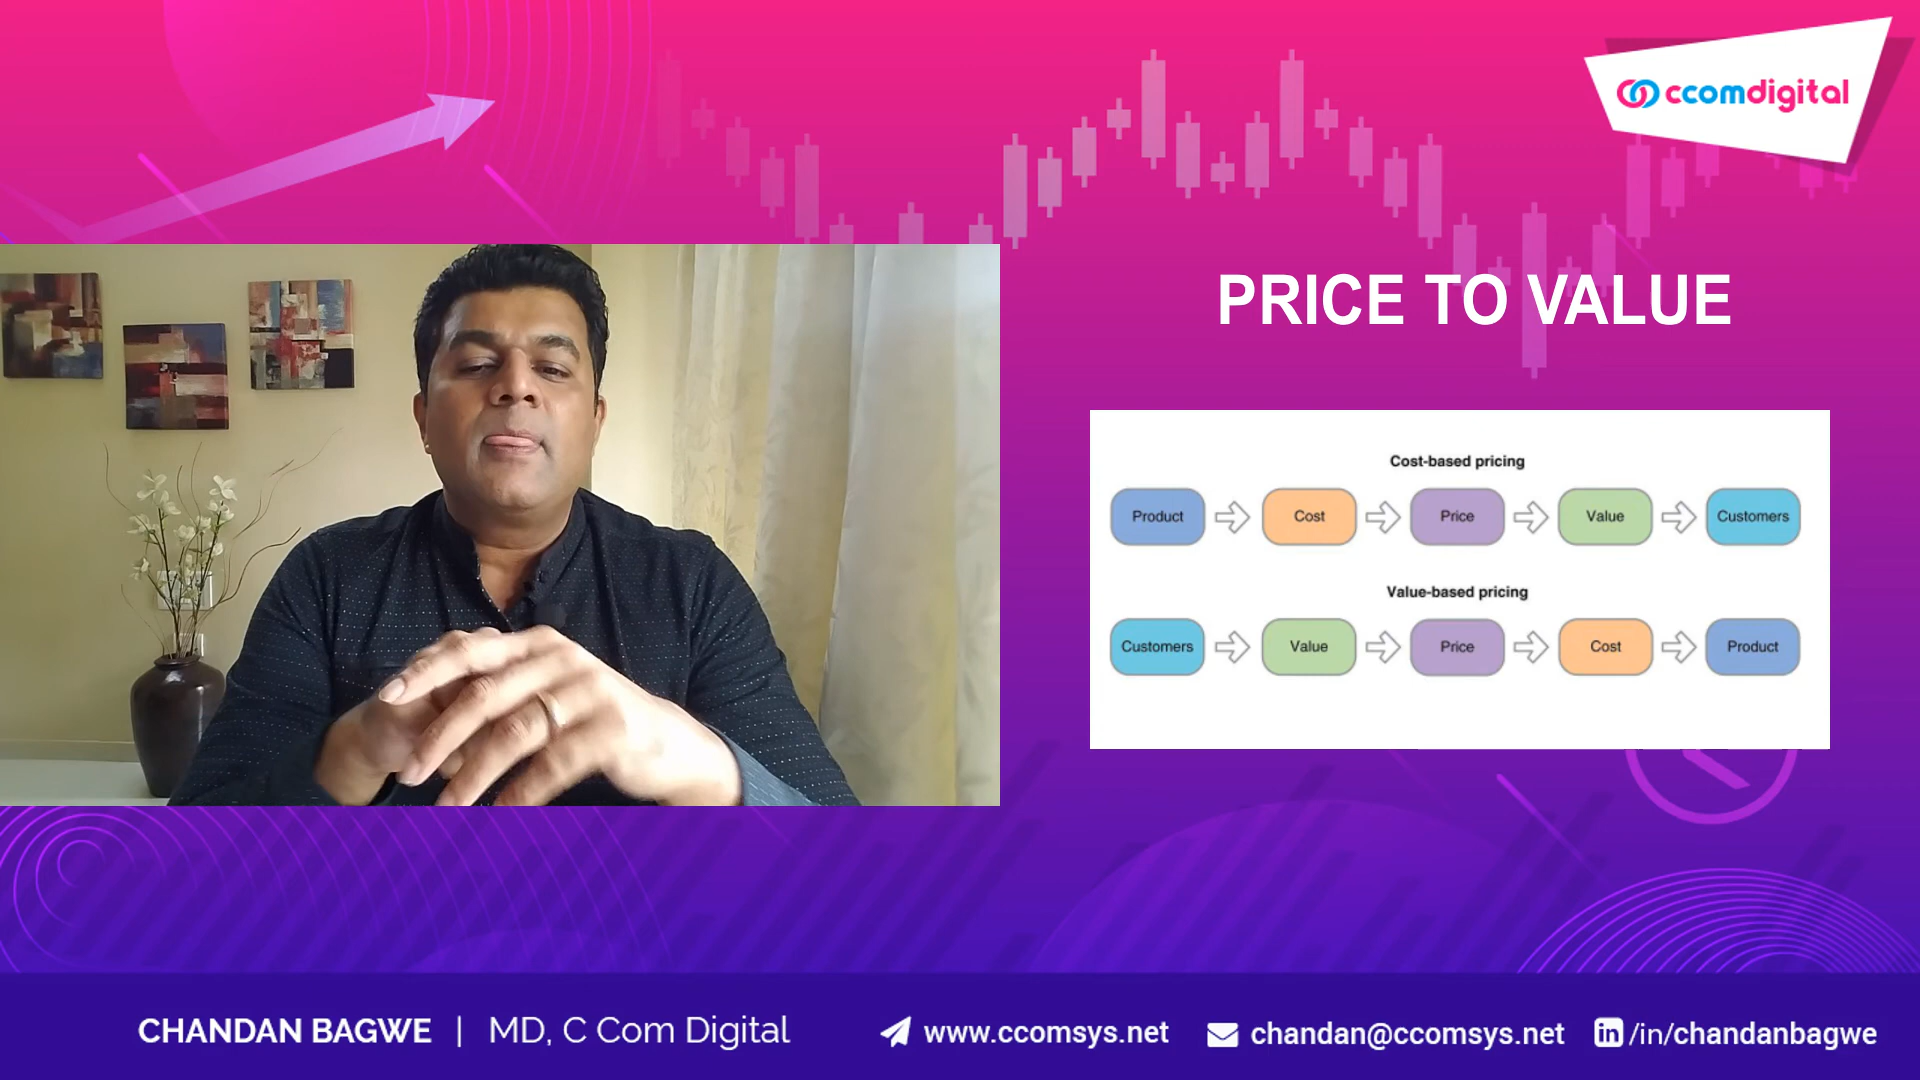 ccomdigital
PRICE TO VALUE
Cost-based pricing
Product Cost Price Value Customers
Value-based pricing
Customers Value Price Cost Product
CHANDAN BAGWE | MD, C Com Digital www.ccomsys.net chandan@ccomsys.net in /in/chandanbagwe